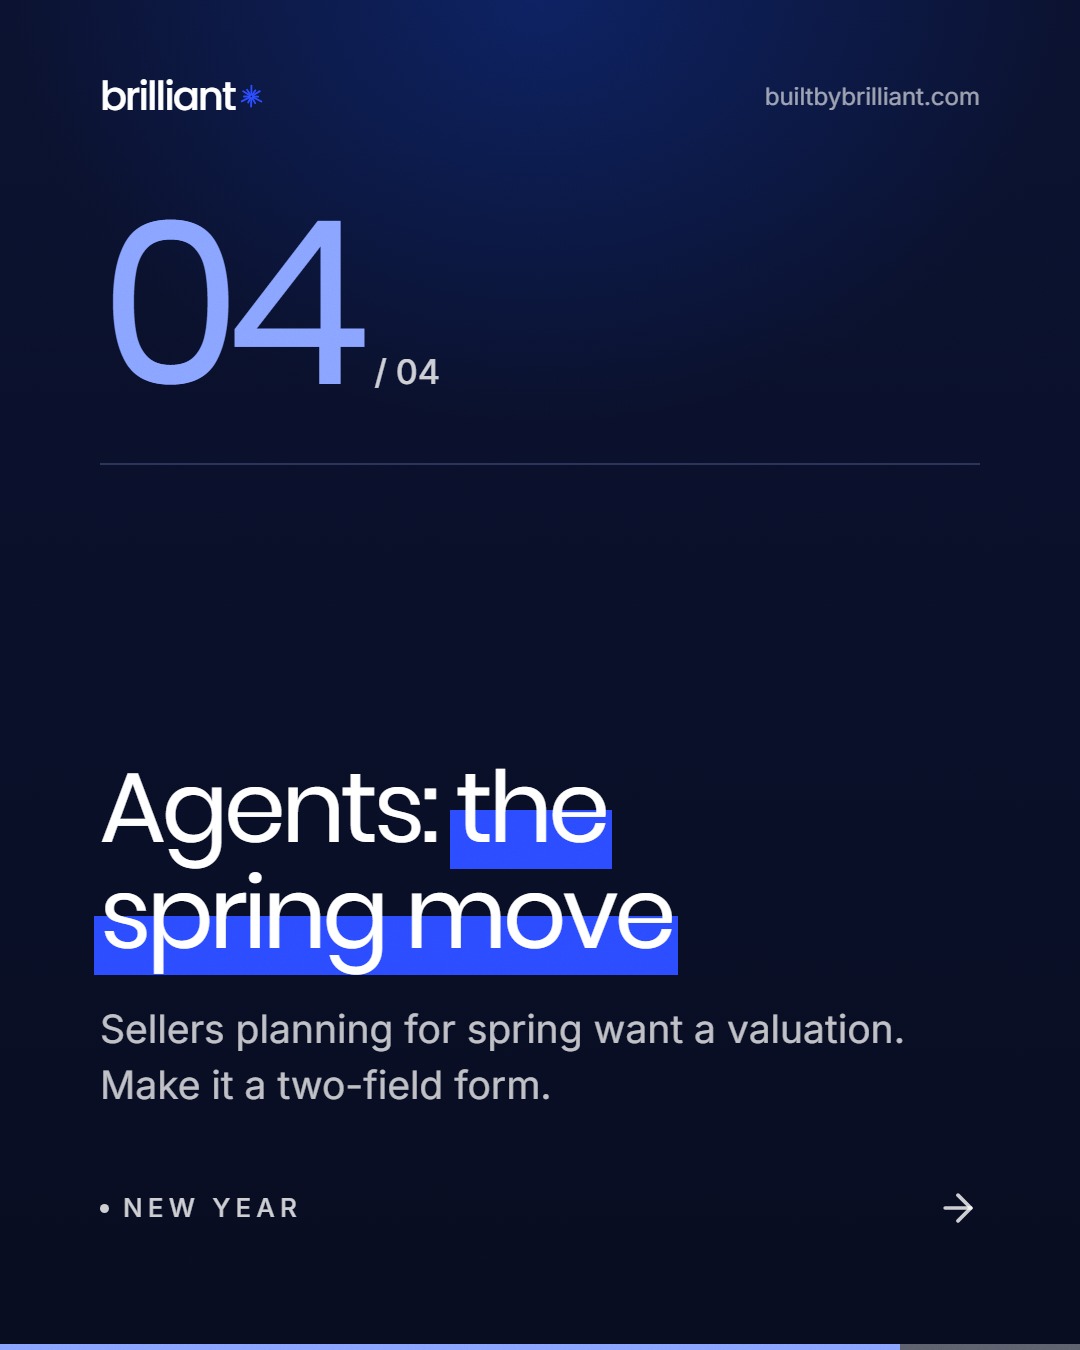 brilliant
builtbybrilliant.com
04 / 04
Agents: the
spring move
Sellers planning for spring want a valuation.
Make it a two-field form.
• NEW YEAR